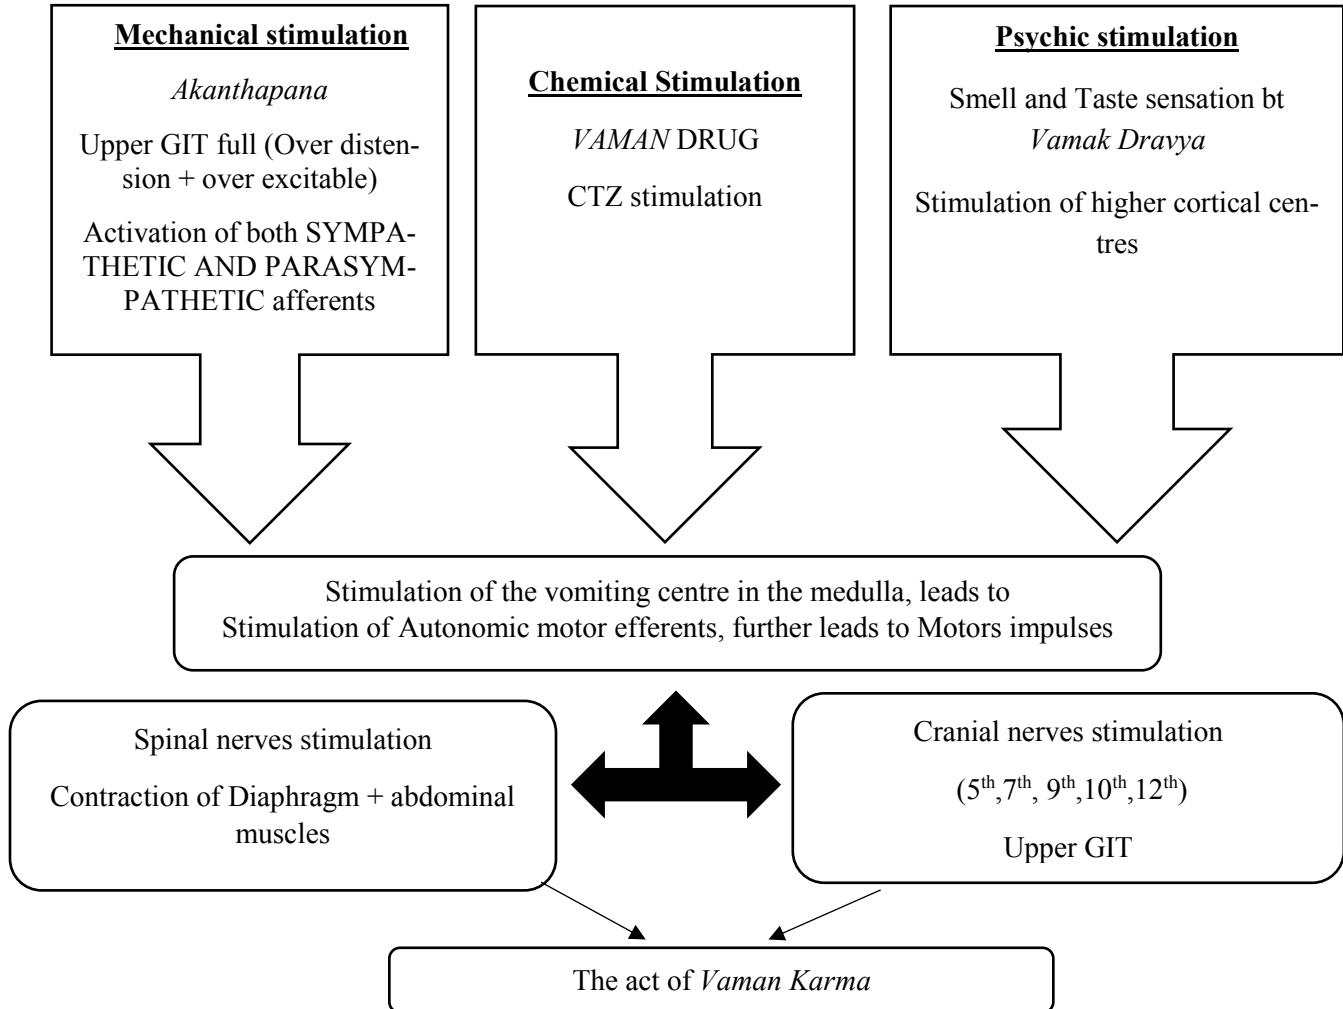 Mechanical stimulation
Akanthapana
Upper GIT full (Over disten-
sion + over excitable)
Activation of both SYMPA-
THETIC AND PARASYM-
PATHETIC afferents
Chemical Stimulation
VAMAN DRUG
CTZ stimulation
Psychic stimulation
Smell and Taste sensation bt
Vamak Dravya
Stimulation of higher cortical cen-
tres
Stimulation of the vomiting centre in the medulla, leads to
Stimulation of Autonomic motor efferents, further leads to Motors impulses
Spinal nerves stimulation
Contraction of Diaphragm + abdominal
muscles
Cranial nerves stimulation
(5th,7th, 9th,10th,12th)
Upper GIT
The act of Vaman Karma